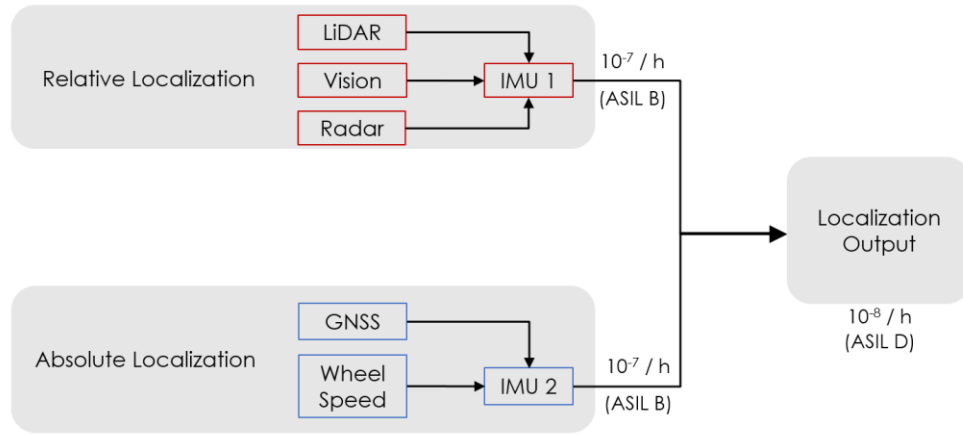 Relative Localization
LiDAR
Vision
Radar
IMU 1
10⁻⁷ / h
(ASIL B)
Localization
Output
10⁻⁸ / h
(ASIL D)
Absolute Localization
GNSS
Wheel
Speed
IMU 2
10⁻⁷ / h
(ASIL B)